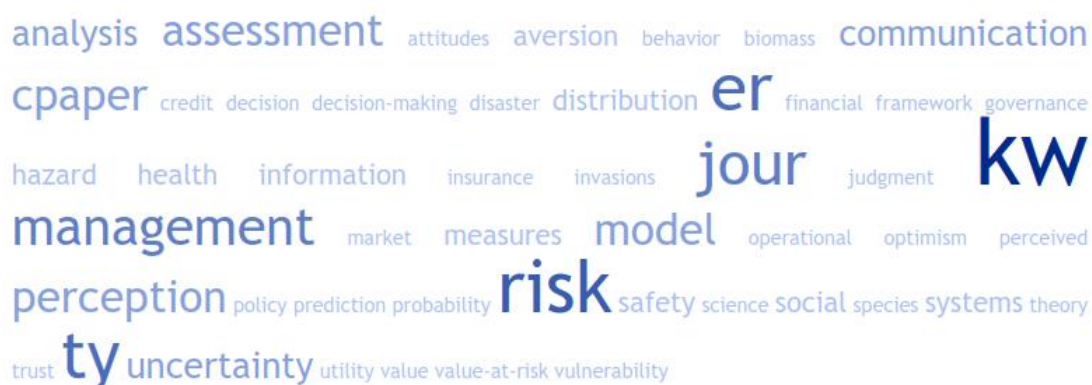 analysis assessment attitudes aversion behavior biomass communication
cpaper credit decision decision-making disaster distribution er financial framework governance
hazard health information insurance invasions jour judgment kw
management market measures model operational optimism perceived
perception policy prediction probability risk safety science social species systems theory
trust ty uncertainty utility value value-at-risk vulnerability